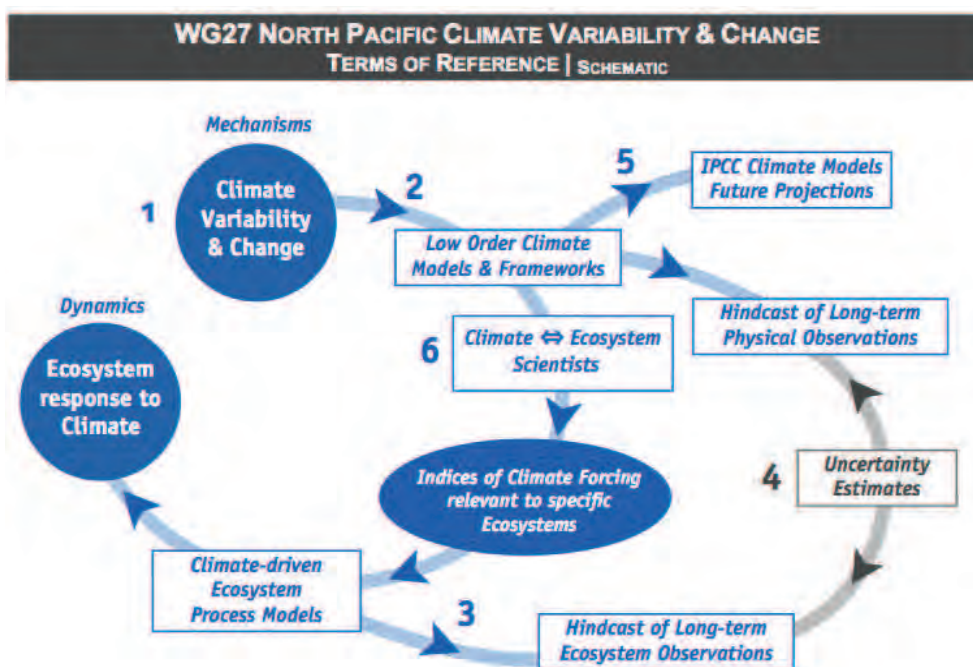 WG27 NORTH PACIFIC CLIMATE VARIABILITY & CHANGE
TERMS OF REFERENCE | SCHEMATIC
Mechanisms
1
Climate
Variability
& Change
2
5
IPCC Climate Models
Future Projections
Low Order Climate
Models & Frameworks
Dynamics
Ecosystem
response to
Climate
6
Climate ⇔ Ecosystem
Scientists
Hindcast of Long-term
Physical Observations
Indices of Climate Forcing
relevant to specific
Ecosystems
4
Uncertainty
Estimates
Climate-driven
Ecosystem
Process Models
3
Hindcast of Long-term
Ecosystem Observations